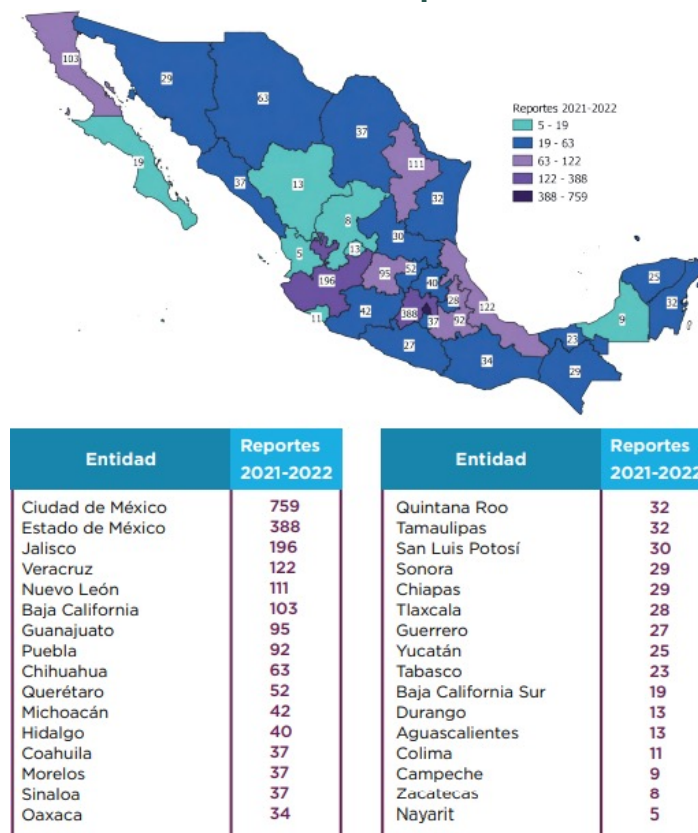 103
29
63
37
111
Reportes 2021-2022
5 - 19
19 - 63
63 - 122
122 - 388
388 - 759
19
37
13
32
8
30
5
13
196
95
52
40
28
122
11
42
388
37
92
27
34
9
25
32
23
29
Entidad Reportes
2021-2022
Ciudad de México 759
Estado de México 388
Jalisco 196
Veracruz 122
Nuevo León 111
Baja California 103
Guanajuato 95
Puebla 92
Chihuahua 63
Querétaro 52
Michoacán 42
Hidalgo 40
Coahuila 37
Morelos 37
Sinaloa 37
Oaxaca 34
Entidad Reportes
2021-2022
Quintana Roo 32
Tamaulipas 32
San Luis Potosí 30
Sonora 29
Chiapas 29
Tlaxcala 28
Guerrero 27
Yucatán 25
Tabasco 23
Baja California Sur 19
Durango 13
Aguascalientes 13
Colima 11
Campeche 9
Zacatecas 8
Nayarit 5